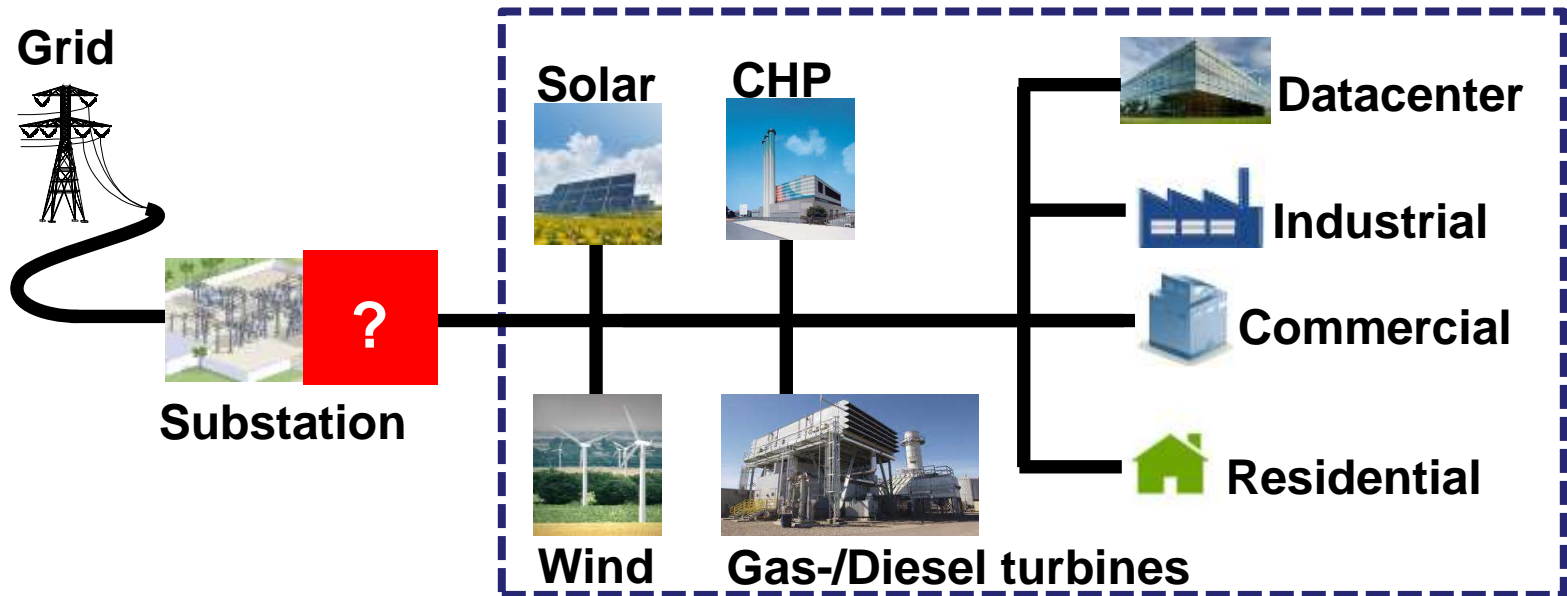 Grid
Solar
CHP
Datacenter
Industrial
?
Commercial
Substation
Residential
Wind
Gas-/Diesel turbines